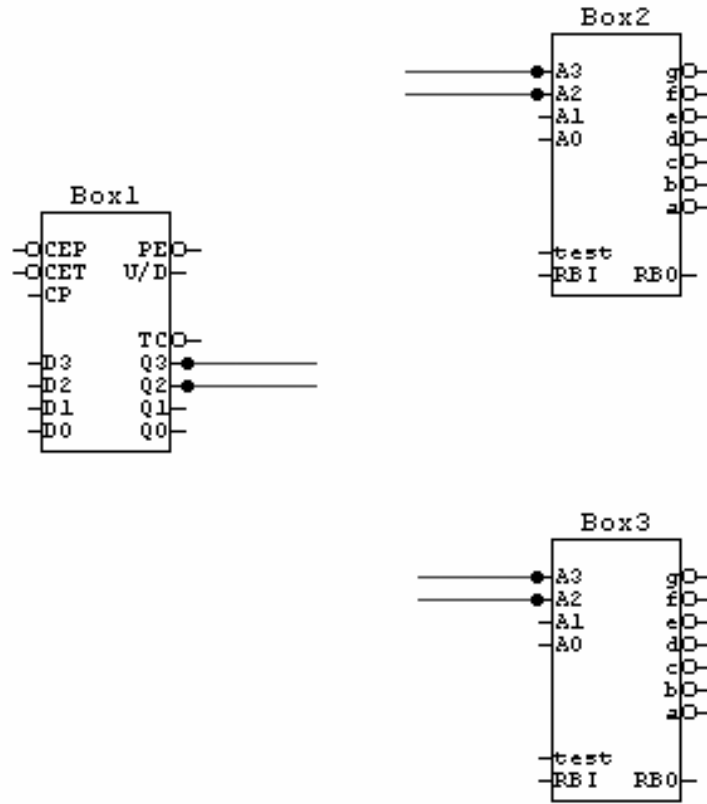 Box2
A3 g
A2 f
A1 e
A0 d
c
b
a
test
RBI RBO
Box1
CEP PE
CET U/D
CP
TC
D3 Q3
D2 Q2
D1 Q1
D0 Q0
Box3
A3 g
A2 f
A1 e
A0 d
c
b
a
test
RBI RBO